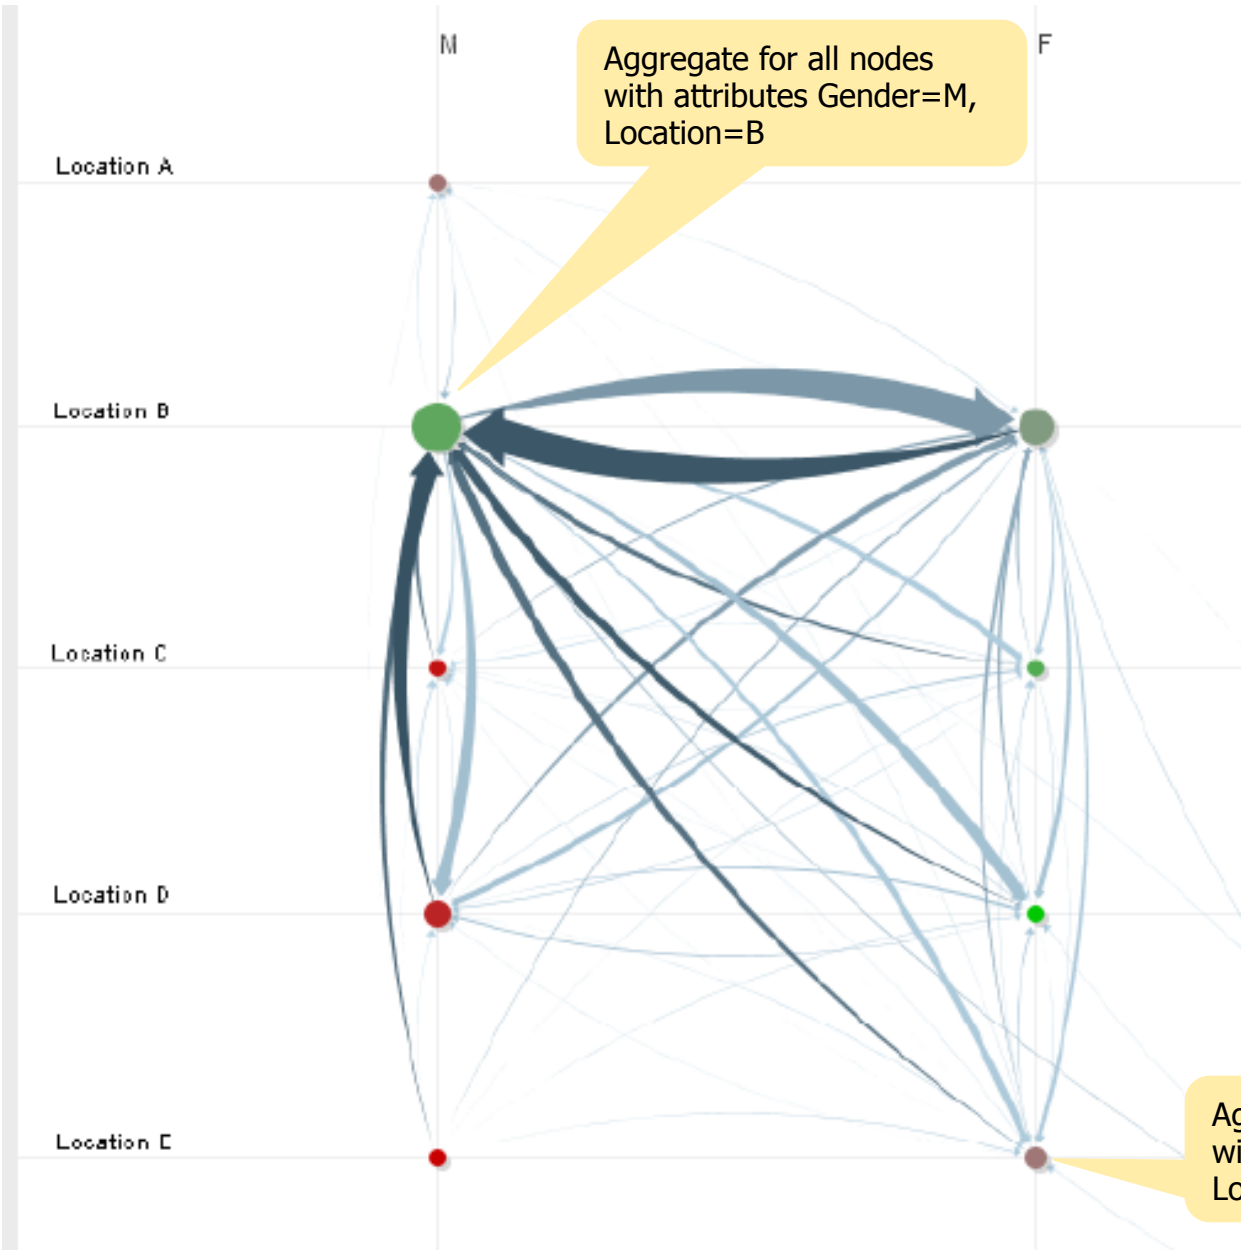 M
F
Aggregate for all nodes
with attributes Gender=M,
Location=B
Location A
Location B
Location C
Location D
Location E